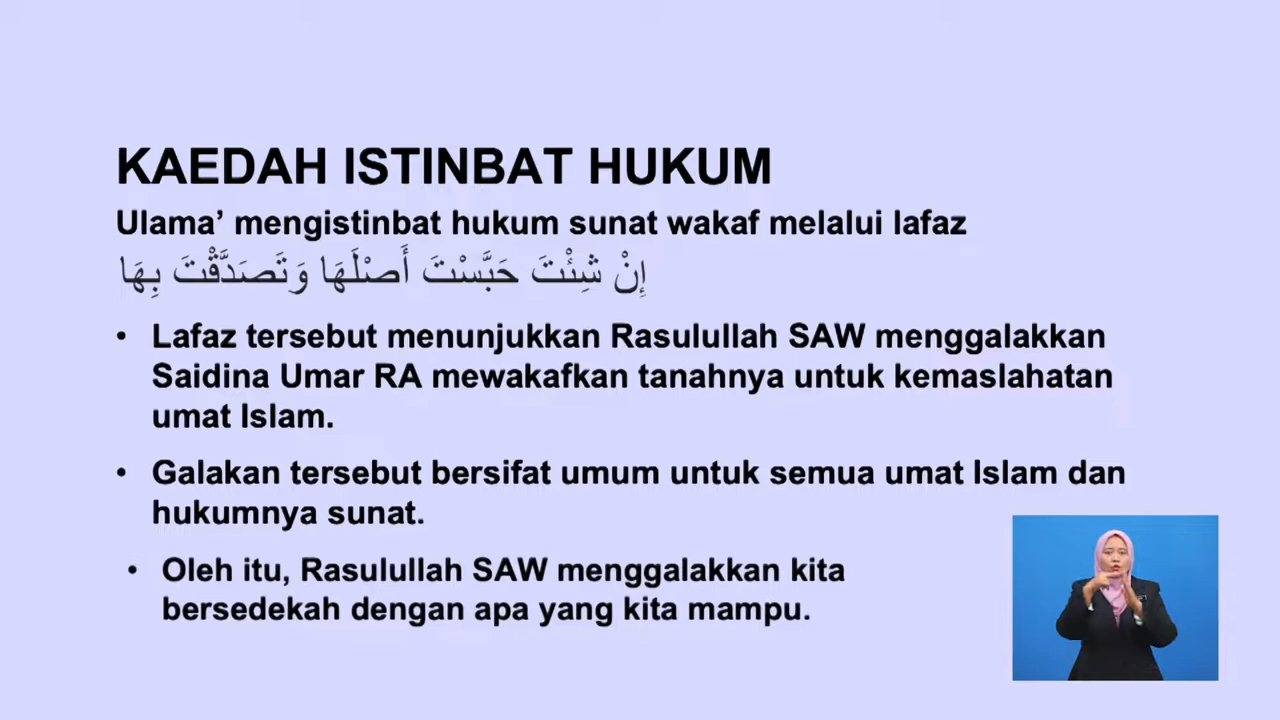 KAEDAH ISTINBAT HUKUM
Ulama’ mengistinbat hukum sunat wakaf melalui lafaz
إِنْ شِئْتَ حَبَّسْتَ أَصْلَهَا وَتَصَدَّقْتَ بِهَا
• Lafaz tersebut menunjukkan Rasulullah SAW menggalakkan
Saidina Umar RA mewakafkan tanahnya untuk kemaslahatan
umat Islam.
• Galakan tersebut bersifat umum untuk semua umat Islam dan
hukumnya sunat.
• Oleh itu, Rasulullah SAW menggalakkan kita
bersedekah dengan apa yang kita mampu.